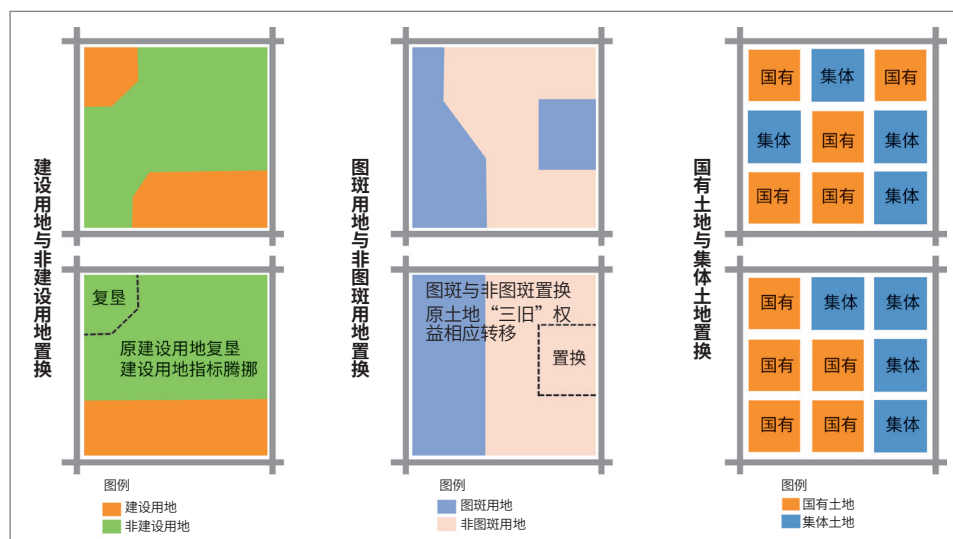 建设用地与非建设用地置换
复垦
原建设用地复垦
建设用地指标腾挪
图例
建设用地
非建设用地
图斑用地与非图斑用地置换
图斑与非图斑置换
原土地“三旧”权
益相应转移
置换
图例
图斑用地
非图斑用地
国有土地与集体土地置换
国有 集体 国有
集体 国有 集体
国有 国有 集体
国有 集体 集体
国有 国有 集体
国有 国有 集体
图例
国有土地
集体土地